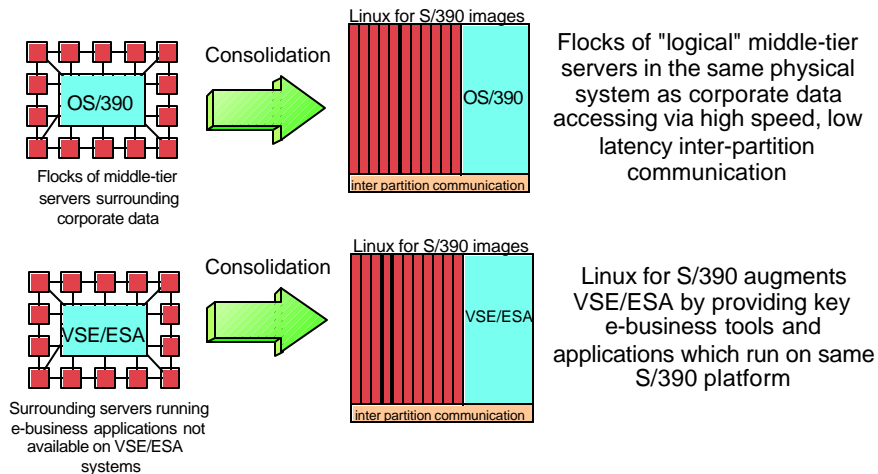 Linux for S/390 images
Consolidation
OS/390
OS/390
inter partition communication
Flocks of middle-tier
servers surrounding
corporate data
Flocks of "logical" middle-tier
servers in the same physical
system as corporate data
accessing via high speed, low
latency inter-partition
communication
Linux for S/390 images
Consolidation
VSE/ESA
VSE/ESA
inter partition communication
Surrounding servers running
e-business applications not
available on VSE/ESA
systems
Linux for S/390 augments
VSE/ESA by providing key
e-business tools and
applications which run on same
S/390 platform